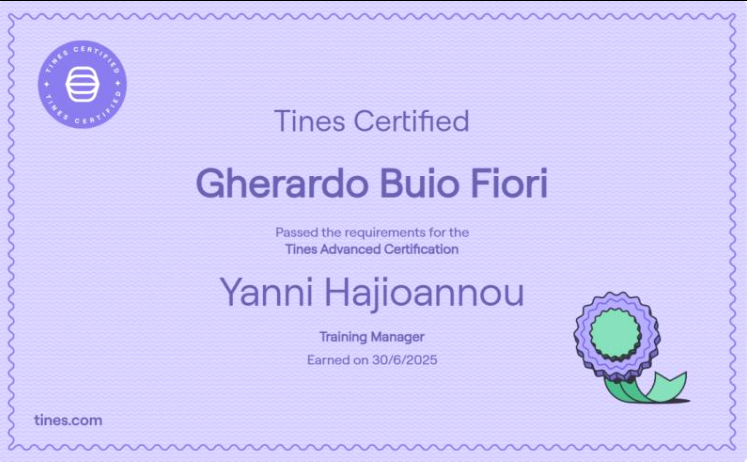 TINES CERTIFIED
TINES CERTIFIED
Tines Certified
Gherardo Buio Fiori
Passed the requirements for the
Tines Advanced Certification
Yanni Hajioannou
Training Manager
Earned on 30/6/2025
tines.com